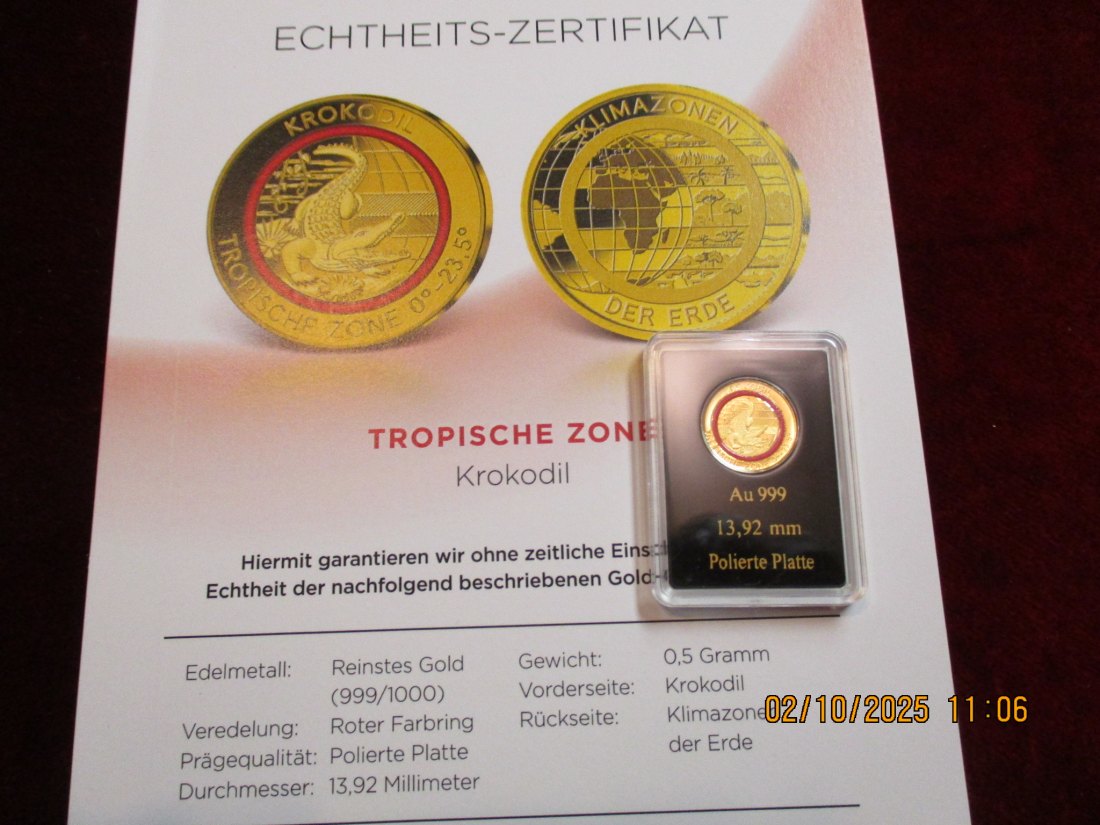 ECHTHEITS-ZERTIFIKAT
KROKODIL
TROPISCHE ZONE 0°-23,5°
KLIMAZONEN
DER ERDE
TROPISCHE ZONE
Krokodil
Au 999
13,92 mm
Polierte Platte
Hiermit garantieren wir ohne zeitliche
Echtheit der nachfolgend beschriebenen Gold-
Edelmetall: Reinstes Gold
(999/1000)
Veredelung: Roter Farbring
Prägequalität: Polierte Platte
Durchmesser: 13,92 Millimeter
Gewicht: 0,5 Gramm
Vorderseite: Krokodil
Rückseite: Klimazone
der Erde
02/10/2025 11:06